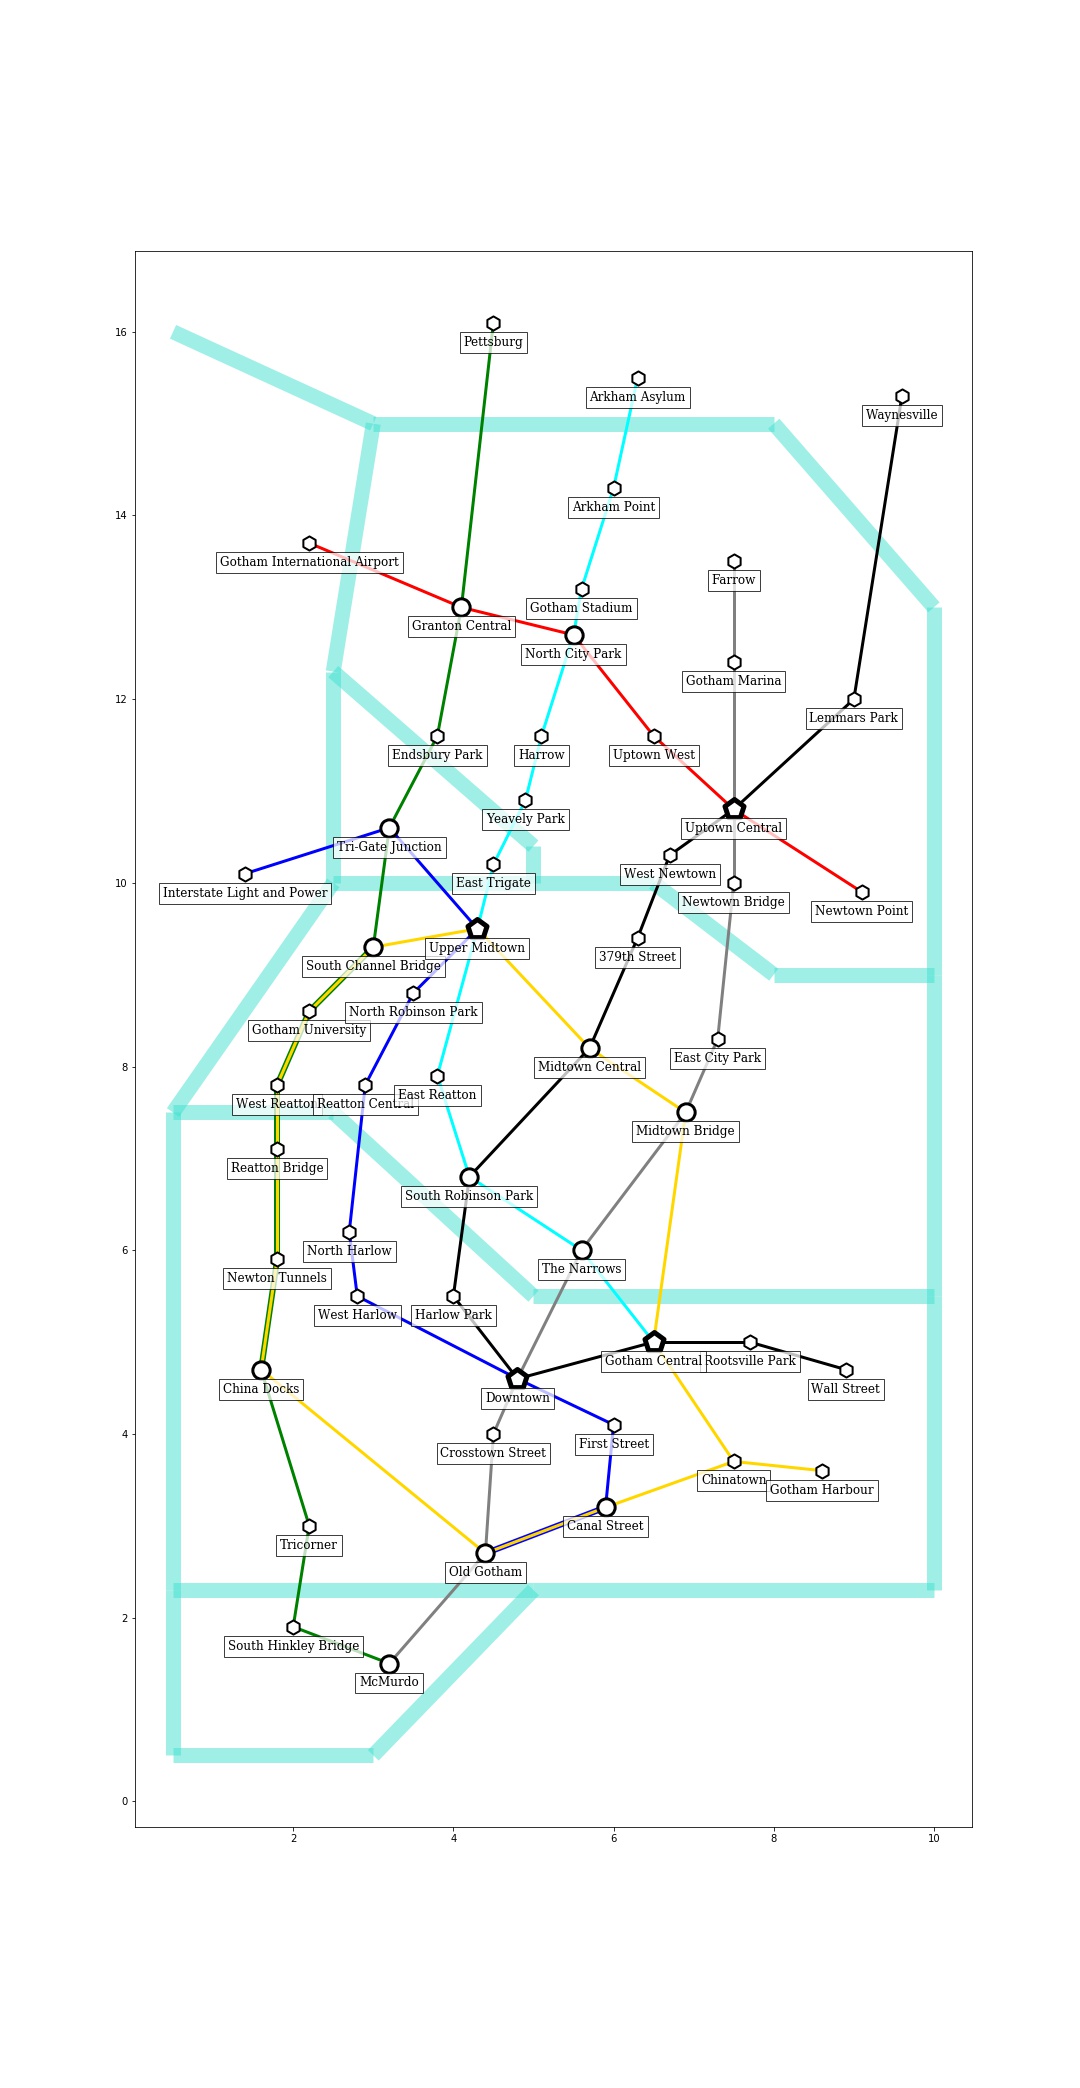 16
Pettsburg
Arkham Asylum
Waynesville
14
Arkham Point
Gotham International Airport
Farrow
Gotham Stadium
Granton Central
North City Park
Gotham Marina
12
Lemmars Park
Endsbury Park
Harrow
Uptown West
Yeavely Park
Uptown Central
Tri-Gate Junction
West Newtown
10
East Trigate
Interstate Light and Power
Newtown Bridge
Newtown Point
Upper Midtown
379th Street
South Channel Bridge
North Robinson Park
Gotham University
East City Park
Midtown Central
8
East Reatton
West Reatton
Reatton Central
Midtown Bridge
Reatton Bridge
South Robinson Park
6
North Harlow
The Narrows
Newton Tunnels
West Harlow
Harlow Park
Gotham Central
Rootsville Park
China Docks
Wall Street
Downtown
4
First Street
Crosstown Street
Chinatown
Gotham Harbour
Canal Street
Tricorner
Old Gotham
2
South Hinkley Bridge
McMurdo
0
2
4
6
8
10